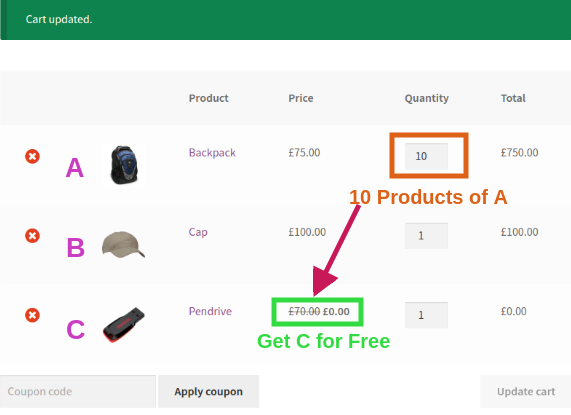 Cart updated.
Product Price Quantity Total
A Backpack £75.00 10 £750.00
10 Products of A
B Cap £100.00 1 £100.00
C Pendrive £70.00 £0.00 1 £0.00
Get C for Free
Coupon code Apply coupon Update cart